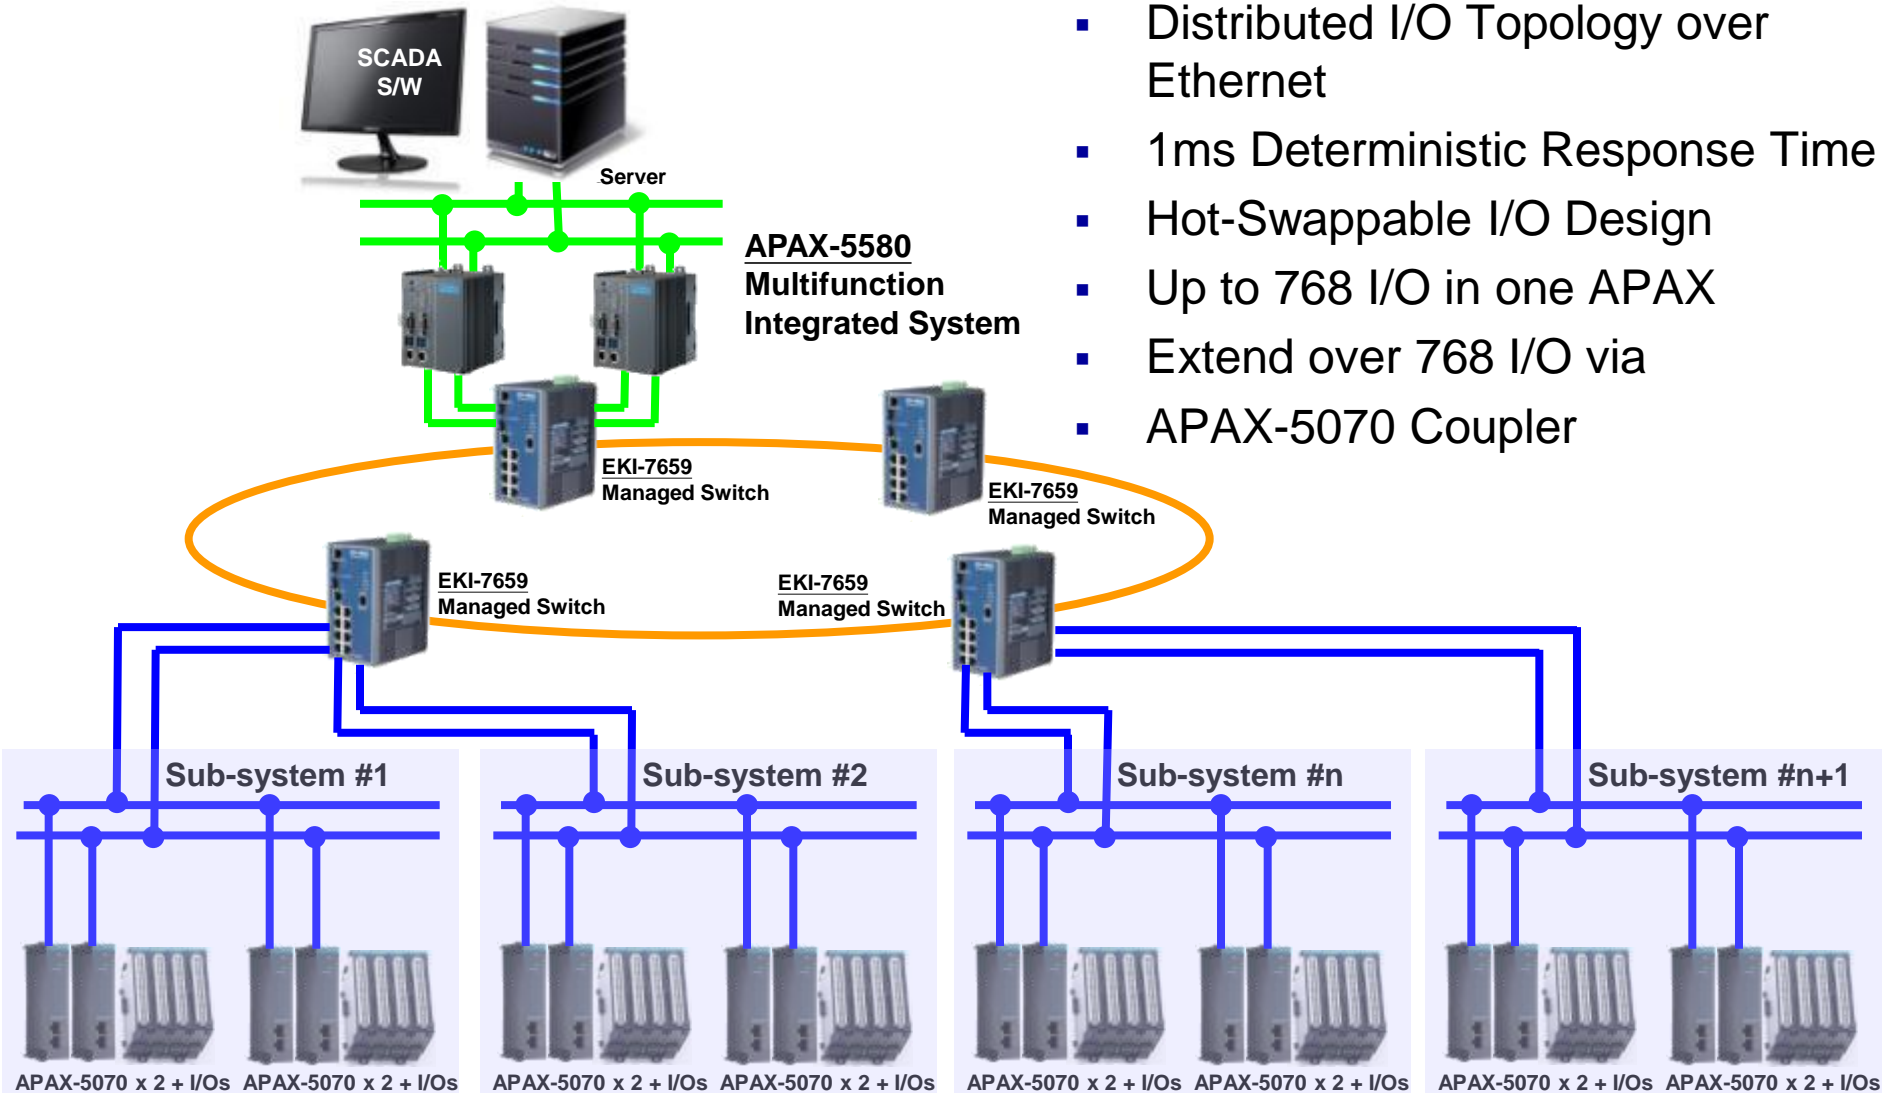 SCADA
S/W
Server
APAX-5580
Multifunction
Integrated System
▪ Distributed I/O Topology over
Ethernet
▪ 1ms Deterministic Response Time
▪ Hot-Swappable I/O Design
▪ Up to 768 I/O in one APAX
▪ Extend over 768 I/O via
▪ APAX-5070 Coupler
EKI-7659
Managed Switch
EKI-7659
Managed Switch
EKI-7659
Managed Switch
EKI-7659
Managed Switch
Sub-system #1
Sub-system #2
Sub-system #n
Sub-system #n+1
APAX-5070 x 2 + I/Os
APAX-5070 x 2 + I/Os
APAX-5070 x 2 + I/Os
APAX-5070 x 2 + I/Os
APAX-5070 x 2 + I/Os
APAX-5070 x 2 + I/Os
APAX-5070 x 2 + I/Os
APAX-5070 x 2 + I/Os